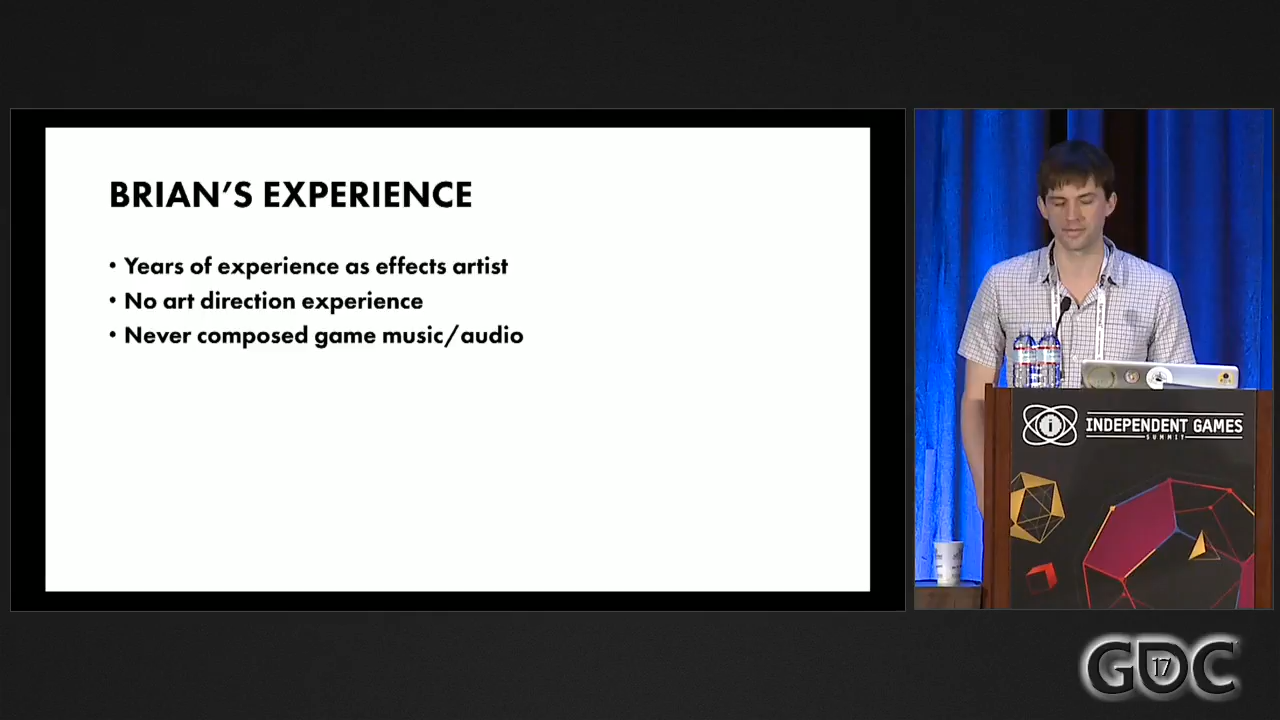 BRIAN'S EXPERIENCE
• Years of experience as effects artist
• No art direction experience
• Never composed game music/audio
i
INDEPENDENT GAMES
SUMMIT
GDC
17